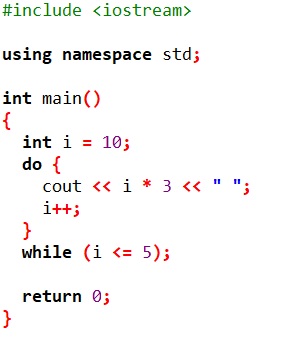 #include <iostream>
using namespace std;
int main()
{
int i = 10;
do {
cout << i * 3 << " ";
i++;
}
while (i <= 5);
return 0;
}